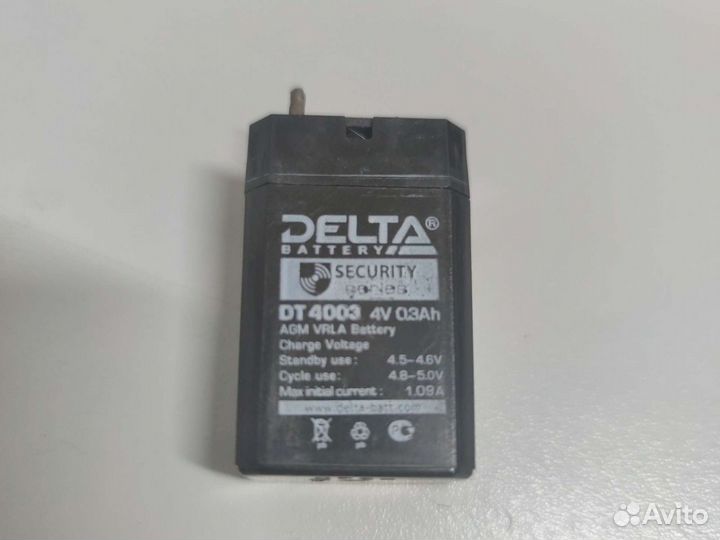 DELTA®
BATTERY
SECURITY
series
DT 4003 4V 0.3Ah
AGM VRLA Battery
Charge Voltage
Standby use: 4.5-4.6V
Cycle use: 4.8-5.0V
Max initial current: 1.09A
www.delta-batt.com
Avito